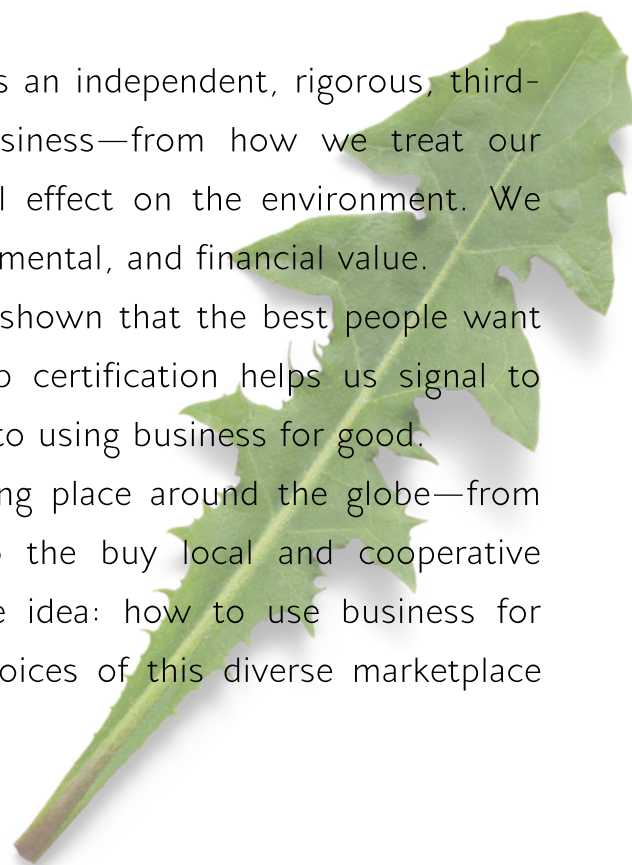 s an independent, rigorous, third-
siness—from how we treat our
l effect on the environment. We
mental, and financial value.
shown that the best people want
p certification helps us signal to
to using business for good.
ng place around the globe—from
the buy local and cooperative
e idea: how to use business for
oices of this diverse marketplace